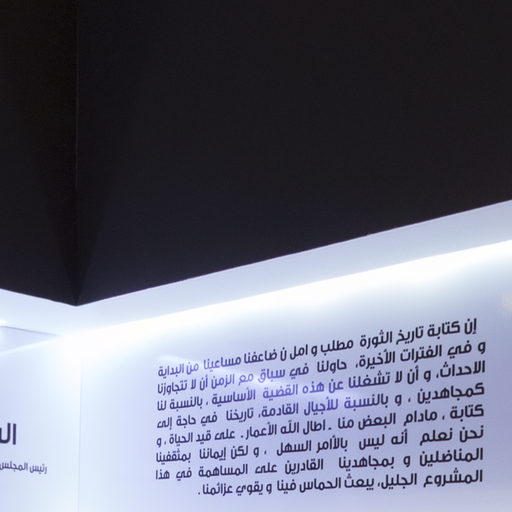 إن كتابة تاريخ الثورة مطلب و امل ن ضاعفنا مساعينا من البداية
و في الفترات الأخيرة، حاولنا في سباق مع الزمن أن لا تتجاوزنا
الاحداث، و أن لا تشغلنا عن هذه القضية الأساسية ، بالنسبة لنا
كمجاهدين ، و بالنسبة للأجيال القادمة، تاريخنا في حاجة إلى
كتابة ، مادام البعض منا . أطال الله الأعمار . على قيد الحياة ، و
نحن نعلم أنه ليس بالأمر السهل ، و لكن إيماننا بمثقفينا
المناضلين و بمجاهدينا القادرين على المساهمة في هذا
المشروع الجليل، يبعث الحماس فينا و يقوي عزائمنا .
رئيس المجلس